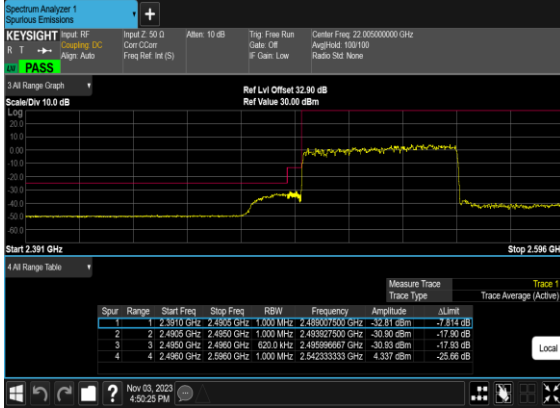 Spectrum Analyzer 1
Spurious Emissions
KEYSIGHT
R T
Input: RF
Coupling: DC
Align: Auto
Input Z: 50 Ω
Corr CCorr
Freq Ref: Int (S)
Atten: 10 dB
Trig: Free Run
Gate: Off
IF Gain: Low
Center Freq: 22.005000000 GHz
Avg|Hold: 100/100
Radio Std: None
PASS
3 All Range Graph
Scale/Div 10.0 dB
Ref Lvl Offset 32.90 dB
Ref Value 30.00 dBm
Log
20.0
10.0
0.00
-10.0
-20.0
-30.0
-40.0
-50.0
-60.0
Start 2.391 GHz
Stop 2.596 GH
4 All Range Table
Measure Trace Trace 1
Trace Type Trace Average (Active)
Spur Range Start Freq Stop Freq RBW Frequency Amplitude ΔLimit
1 1 2.3910 GHz 2.4905 GHz 1.000 MHz 2.489007500 GHz -32.81 dBm -7.814 dB
2 2 2.4905 GHz 2.4950 GHz 1.000 MHz 2.493927500 GHz -30.90 dBm -17.90 dB
3 3 2.4950 GHz 2.4960 GHz 620.0 kHz 2.495996667 GHz -30.93 dBm -17.93 dB
4 4 2.4960 GHz 2.5960 GHz 1.000 MHz 2.542333333 GHz 4.337 dBm -25.66 dB
Local
?
Nov 03, 2023
4:50:25 PM